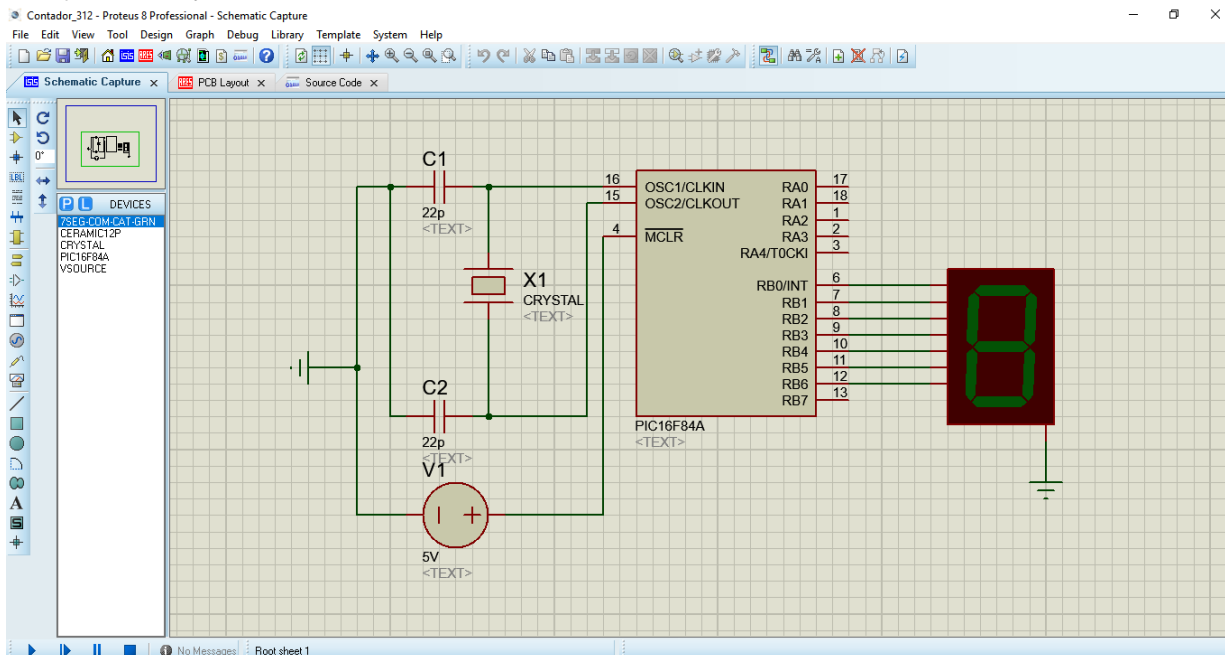 Contador_312 - Proteus 8 Professional - Schematic Capture
File Edit View Tool Design Graph Debug Library Template System Help
Schematic Capture x PCB Layout x Source Code x
0°
LBL
A
S
P L DEVICES
7SEG-COM-CAT-GRN
CERAMIC12P
CRYSTAL
PIC16F84A
VSOURCE
C1
22p
<TEXT>
X1
CRYSTAL
<TEXT>
C2
22p
<TEXT>
V1
5V
<TEXT>
16 OSC1/CLKIN RA0 17
15 OSC2/CLKOUT RA1 18
RA2 1
4 MCLR RA3 2
RA4/T0CKI 3
RB0/INT 6
RB1 7
RB2 8
RB3 9
RB4 10
RB5 11
RB6 12
RB7 13
PIC16F84A
<TEXT>
No Messages Root sheet 1